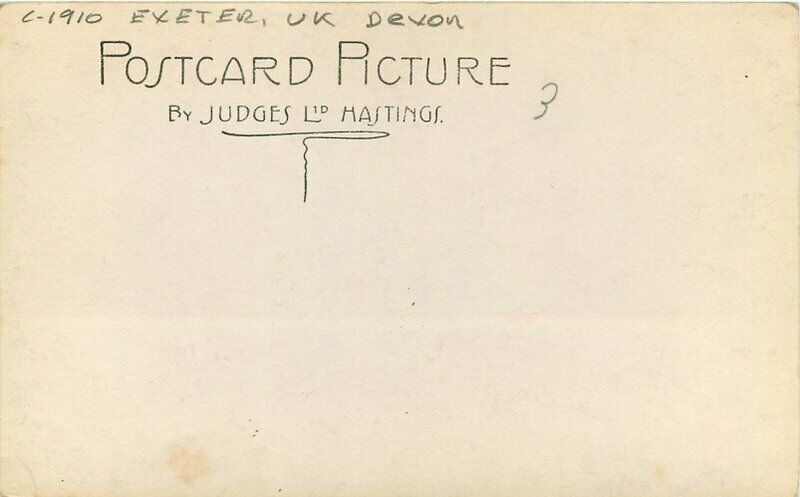 C-1910 EXETER, UK Devon
POSTCARD PICTURE
3
BY JUDGES LTD HASTINGS.